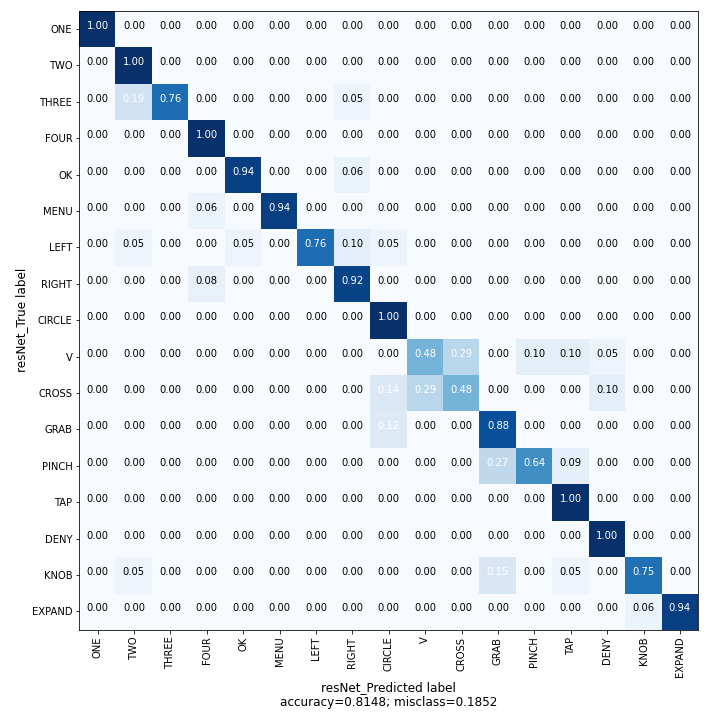 ONE 1.00 0.00 0.00 0.00 0.00 0.00 0.00 0.00 0.00 0.00 0.00 0.00 0.00 0.00 0.00 0.00 0.00
TWO 0.00 1.00 0.00 0.00 0.00 0.00 0.00 0.00 0.00 0.00 0.00 0.00 0.00 0.00 0.00 0.00 0.00
THREE 0.00 0.19 0.76 0.00 0.00 0.00 0.00 0.05 0.00 0.00 0.00 0.00 0.00 0.00 0.00 0.00 0.00
FOUR 0.00 0.00 0.00 1.00 0.00 0.00 0.00 0.00 0.00 0.00 0.00 0.00 0.00 0.00 0.00 0.00 0.00
OK 0.00 0.00 0.00 0.00 0.94 0.00 0.00 0.06 0.00 0.00 0.00 0.00 0.00 0.00 0.00 0.00 0.00
MENU 0.00 0.00 0.00 0.06 0.00 0.94 0.00 0.00 0.00 0.00 0.00 0.00 0.00 0.00 0.00 0.00 0.00
LEFT 0.00 0.05 0.00 0.00 0.05 0.00 0.76 0.10 0.05 0.00 0.00 0.00 0.00 0.00 0.00 0.00 0.00
RIGHT 0.00 0.00 0.00 0.08 0.00 0.00 0.00 0.92 0.00 0.00 0.00 0.00 0.00 0.00 0.00 0.00 0.00
CIRCLE 0.00 0.00 0.00 0.00 0.00 0.00 0.00 0.00 1.00 0.00 0.00 0.00 0.00 0.00 0.00 0.00 0.00
V 0.00 0.00 0.00 0.00 0.00 0.00 0.00 0.00 0.00 0.48 0.29 0.00 0.10 0.10 0.05 0.00 0.00
CROSS 0.00 0.00 0.00 0.00 0.00 0.00 0.00 0.00 0.14 0.29 0.48 0.00 0.00 0.00 0.10 0.00 0.00
GRAB 0.00 0.00 0.00 0.00 0.00 0.00 0.00 0.00 0.12 0.00 0.00 0.88 0.00 0.00 0.00 0.00 0.00
PINCH 0.00 0.00 0.00 0.00 0.00 0.00 0.00 0.00 0.00 0.00 0.00 0.27 0.64 0.09 0.00 0.00 0.00
TAP 0.00 0.00 0.00 0.00 0.00 0.00 0.00 0.00 0.00 0.00 0.00 0.00 0.00 1.00 0.00 0.00 0.00
DENY 0.00 0.00 0.00 0.00 0.00 0.00 0.00 0.00 0.00 0.00 0.00 0.00 0.00 0.00 1.00 0.00 0.00
KNOB 0.00 0.05 0.00 0.00 0.00 0.00 0.00 0.00 0.00 0.00 0.00 0.15 0.00 0.05 0.00 0.75 0.00
EXPAND 0.00 0.00 0.00 0.00 0.00 0.00 0.00 0.00 0.00 0.00 0.00 0.00 0.00 0.00 0.00 0.06 0.94
resNet_True label
ONE TWO THREE FOUR OK MENU LEFT RIGHT CIRCLE V CROSS GRAB PINCH TAP DENY KNOB EXPAND
resNet_Predicted label
accuracy=0.8148; misclass=0.1852